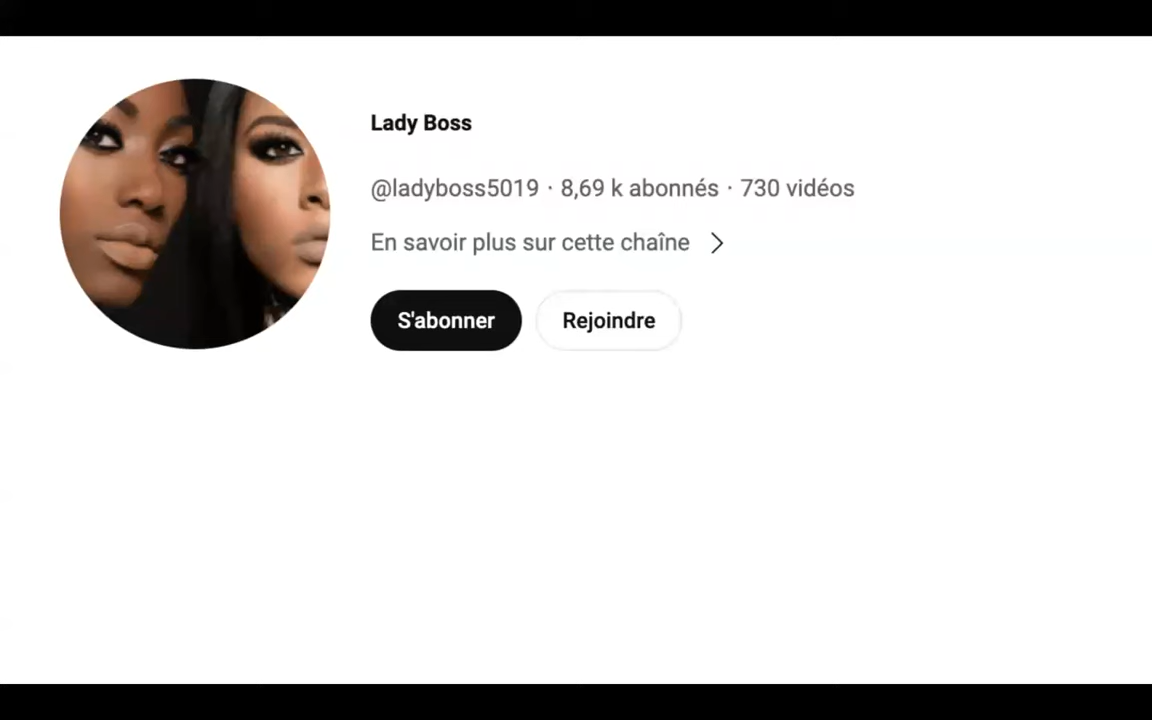 Lady Boss
@ladyboss5019 · 8,69 k abonnés · 730 vidéos
En savoir plus sur cette chaîne
S'abonner
Rejoindre